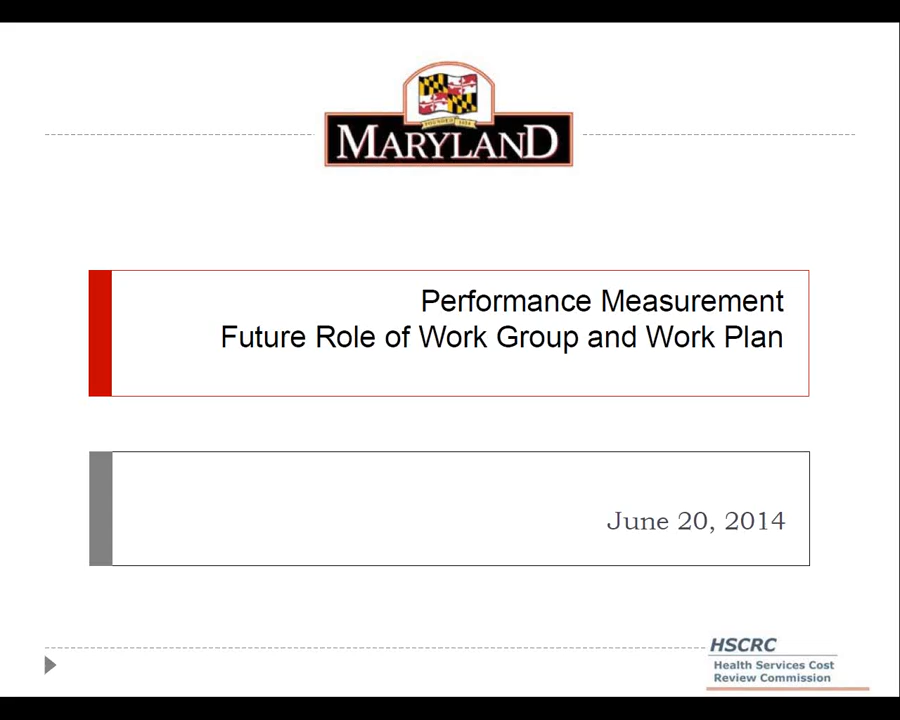 MARYLAND
Performance Measurement
Future Role of Work Group and Work Plan
June 20, 2014
HSCRC
Health Services Cost
Review Commission